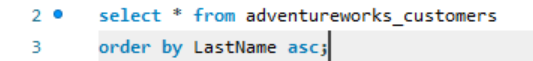 2 select * from adventureworks_customers
3 order by LastName asc;